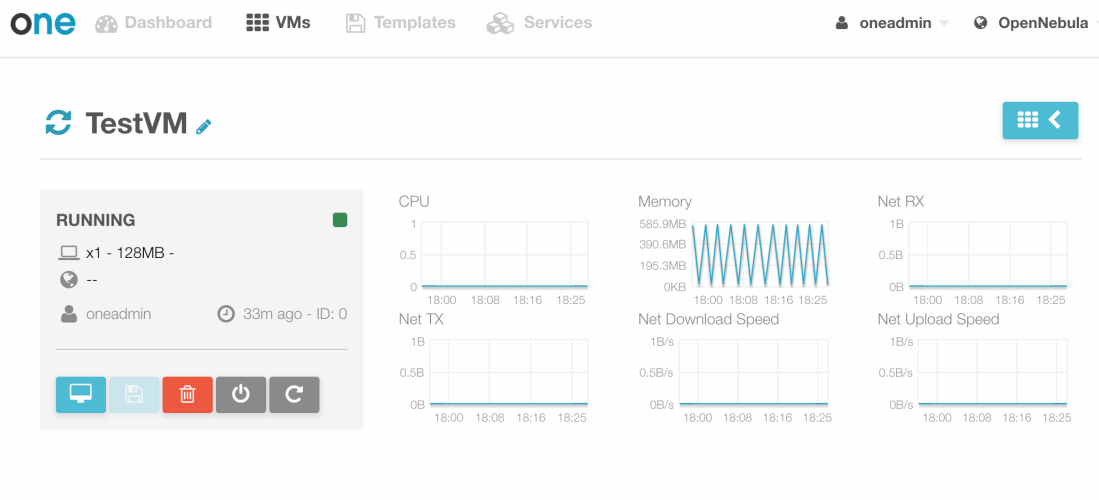 one Dashboard VMs Templates Services oneadmin OpenNebula
TestVM
RUNNING
x1 - 128MB -
--
oneadmin 33m ago - ID: 0
CPU
1
0.5
0
18:00 18:08 18:16 18:25
Memory
585.9MB
390.6MB
195.3MB
0KB
18:00 18:08 18:16 18:25
Net RX
1B
0.5B
0B
18:00 18:08 18:16 18:25
Net TX
1B
0.5B
0B
18:00 18:08 18:16 18:25
Net Download Speed
1B/s
0.5B/s
0B/s
18:00 18:08 18:16 18:25
Net Upload Speed
1B/s
0.5B/s
0B/s
18:00 18:08 18:16 18:25